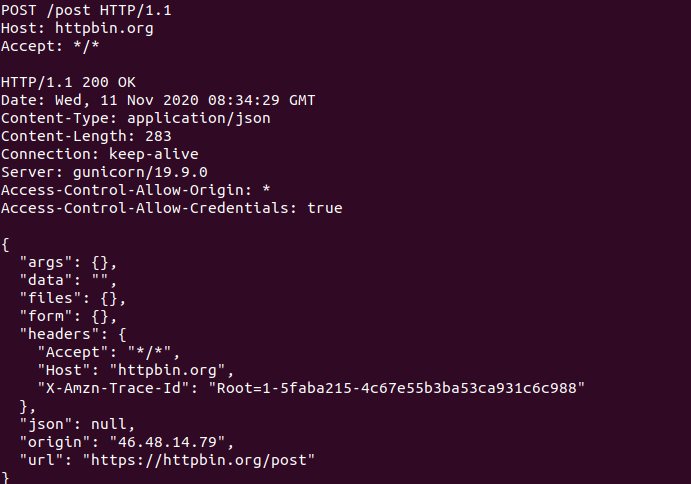 POST /post HTTP/1.1
Host: httpbin.org
Accept: */*

HTTP/1.1 200 OK
Date: Wed, 11 Nov 2020 08:34:29 GMT
Content-Type: application/json
Content-Length: 283
Connection: keep-alive
Server: gunicorn/19.9.0
Access-Control-Allow-Origin: *
Access-Control-Allow-Credentials: true

{
  "args": {},
  "data": "",
  "files": {},
  "form": {},
  "headers": {
    "Accept": "*/*",
    "Host": "httpbin.org",
    "X-Amzn-Trace-Id": "Root=1-5faba215-4c67e55b3ba53ca931c6c988"
  },
  "json": null,
  "origin": "46.48.14.79",
  "url": "https://httpbin.org/post"
}